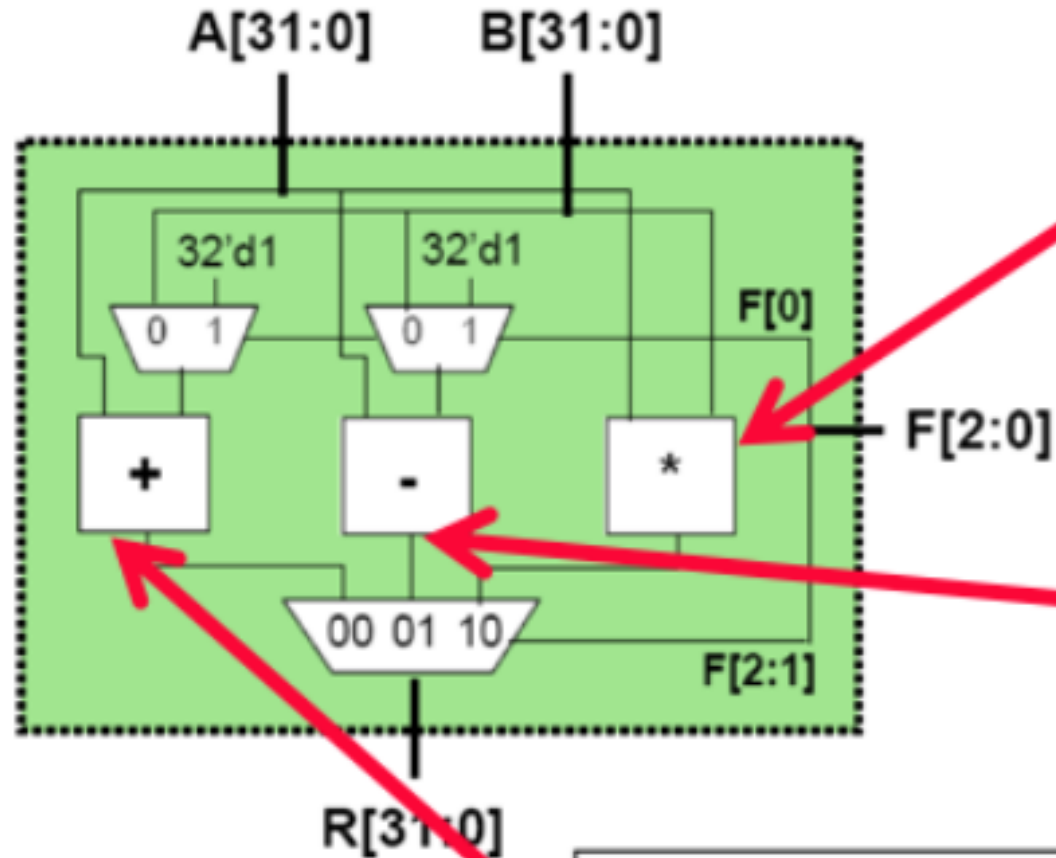 A[31:0] B[31:0]
32'd1 32'd1
F[0]
0 1 0 1
F[2:0]
+ - *
00 01 10
F[2:1]
R[31:0]